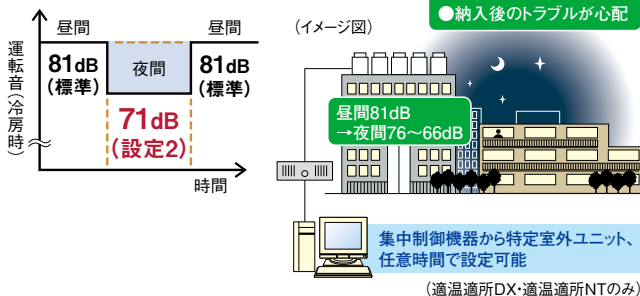 ●納入後のトラブルが心配
昼間
昼間
81dB
(標準)
夜間
81dB
(標準)
71dB
(設定2)
運転音(冷房時)
時間
(イメージ図)
昼間81dB
→夜間76〜66dB
集中制御機器から特定室外ユニット、
任意時間で設定可能
(適温適所DX・適温適所NTのみ)